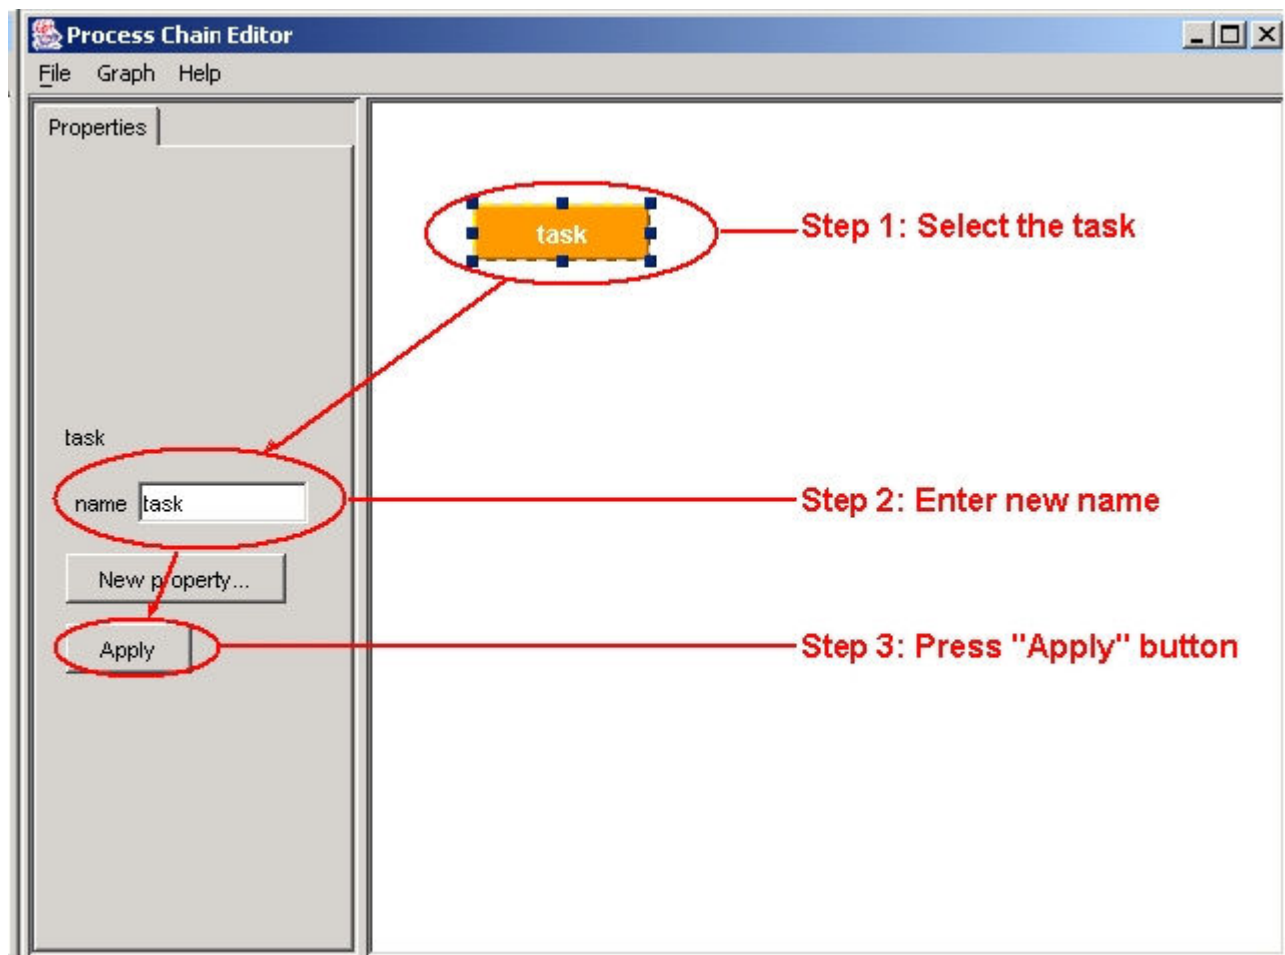 Process Chain Editor
File Graph Help
Properties
task
Step 1: Select the task
task
name task
Step 2: Enter new name
New property...
Apply
Step 3: Press "Apply" button